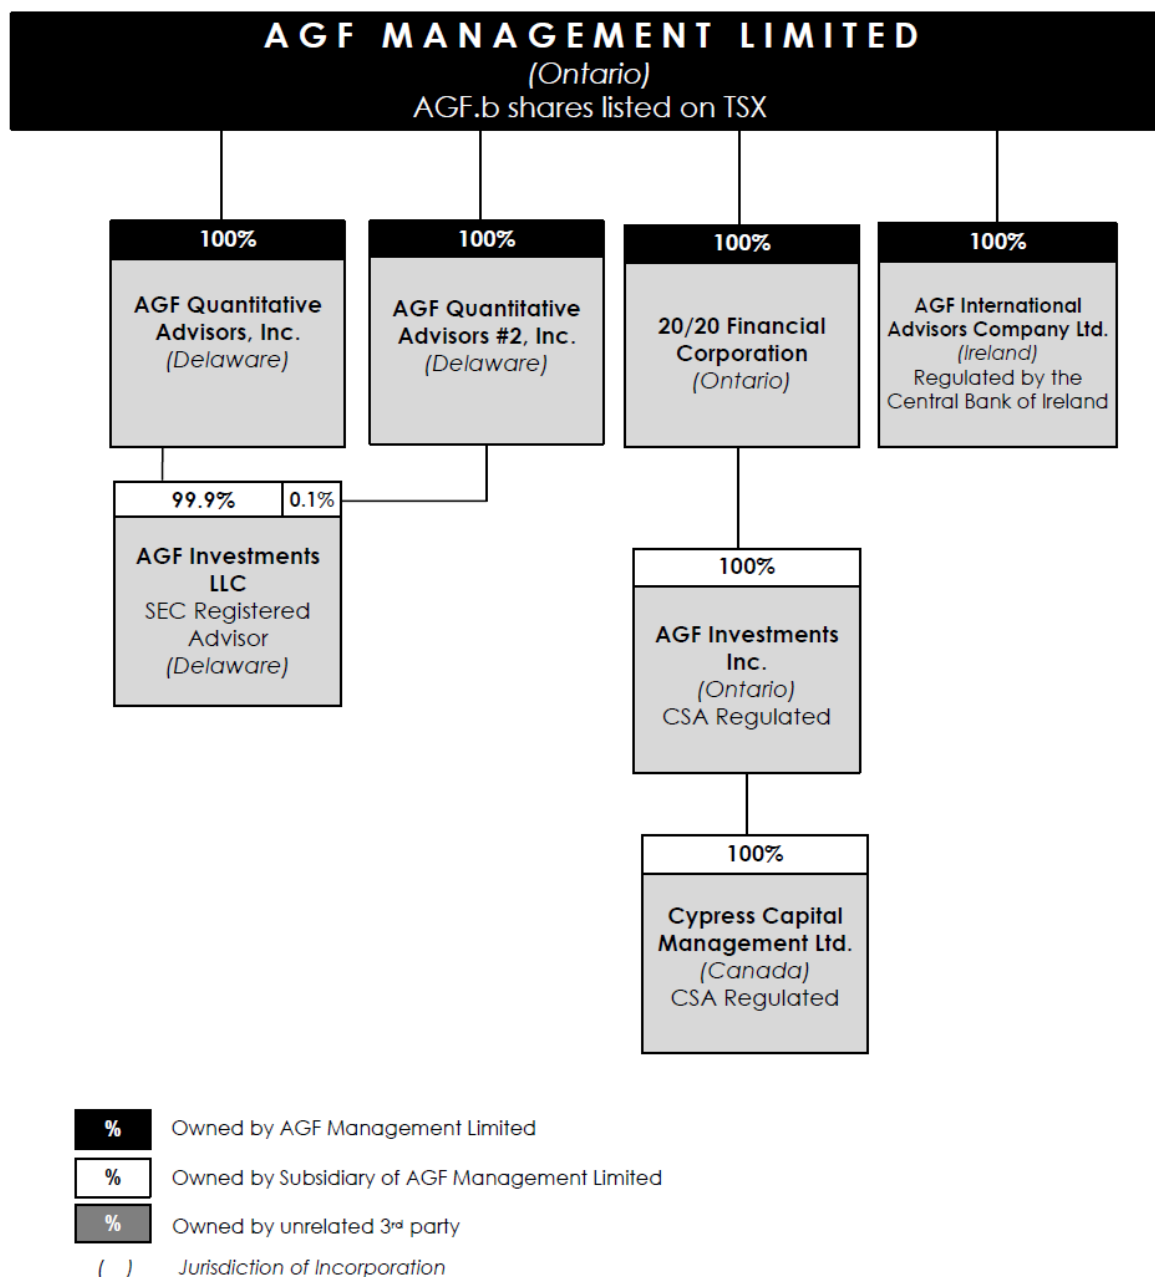 AGF MANAGEMENT LIMITED
(Ontario)
AGF.b shares listed on TSX
100%
AGF Quantitative
Advisors, Inc.
(Delaware)
100%
AGF Quantitative
Advisors #2, Inc.
(Delaware)
100%
20/20 Financial
Corporation
(Ontario)
100%
AGF International
Advisors Company Ltd.
(Ireland)
Regulated by the
Central Bank of Ireland
99.9%
0.1%
AGF Investments
LLC
SEC Registered
Advisor
(Delaware)
100%
AGF Investments
Inc.
(Ontario)
CSA Regulated
100%
Cypress Capital
Management Ltd.
(Canada)
CSA Regulated
% Owned by AGF Management Limited
% Owned by Subsidiary of AGF Management Limited
% Owned by unrelated 3rd party
( ) Jurisdiction of Incorporation